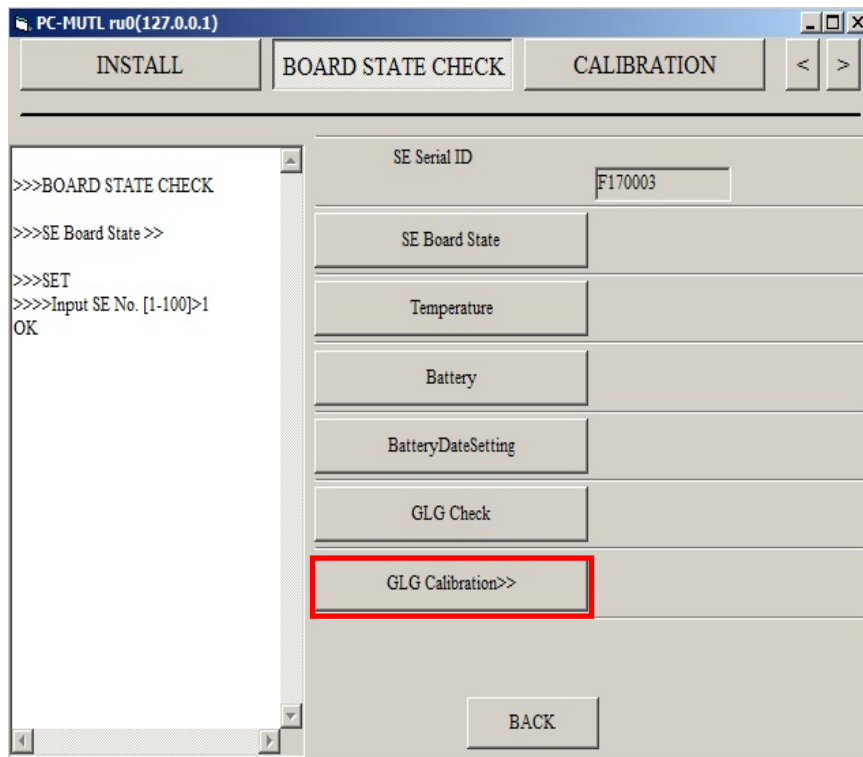 PC-MUTL ru0(127.0.0.1)
INSTALL
BOARD STATE CHECK
CALIBRATION
<
>
>>>BOARD STATE CHECK
>>>SE Board State >>
>>>SET
>>>>Input SE No. [1-100]>1
OK
SE Serial ID
F170003
SE Board State
Temperature
Battery
BatteryDateSetting
GLG Check
GLG Calibration>>
BACK